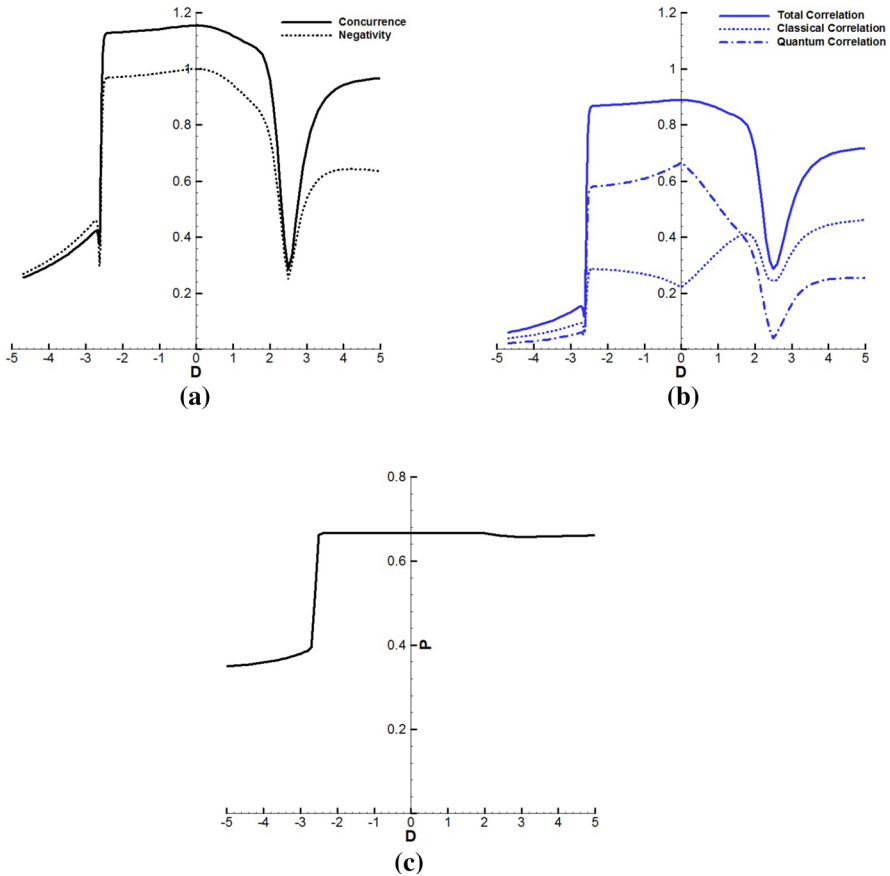 1.2
1
0.8
0.6
0.4
0.2
Concurrence
Negativity
-5 -4 -3 -2 -1 0 1 2 3 4 5
D
(a)
1.2
1
0.8
0.6
0.4
0.2
Total Correlation
Classical Correlation
Quantum Correlation
-5 -4 -3 -2 -1 0 1 2 3 4 5
D
(b)
0.8
0.6
0.4
0.2
P
-5 -4 -3 -2 -1 0 1 2 3 4 5
D
(c)